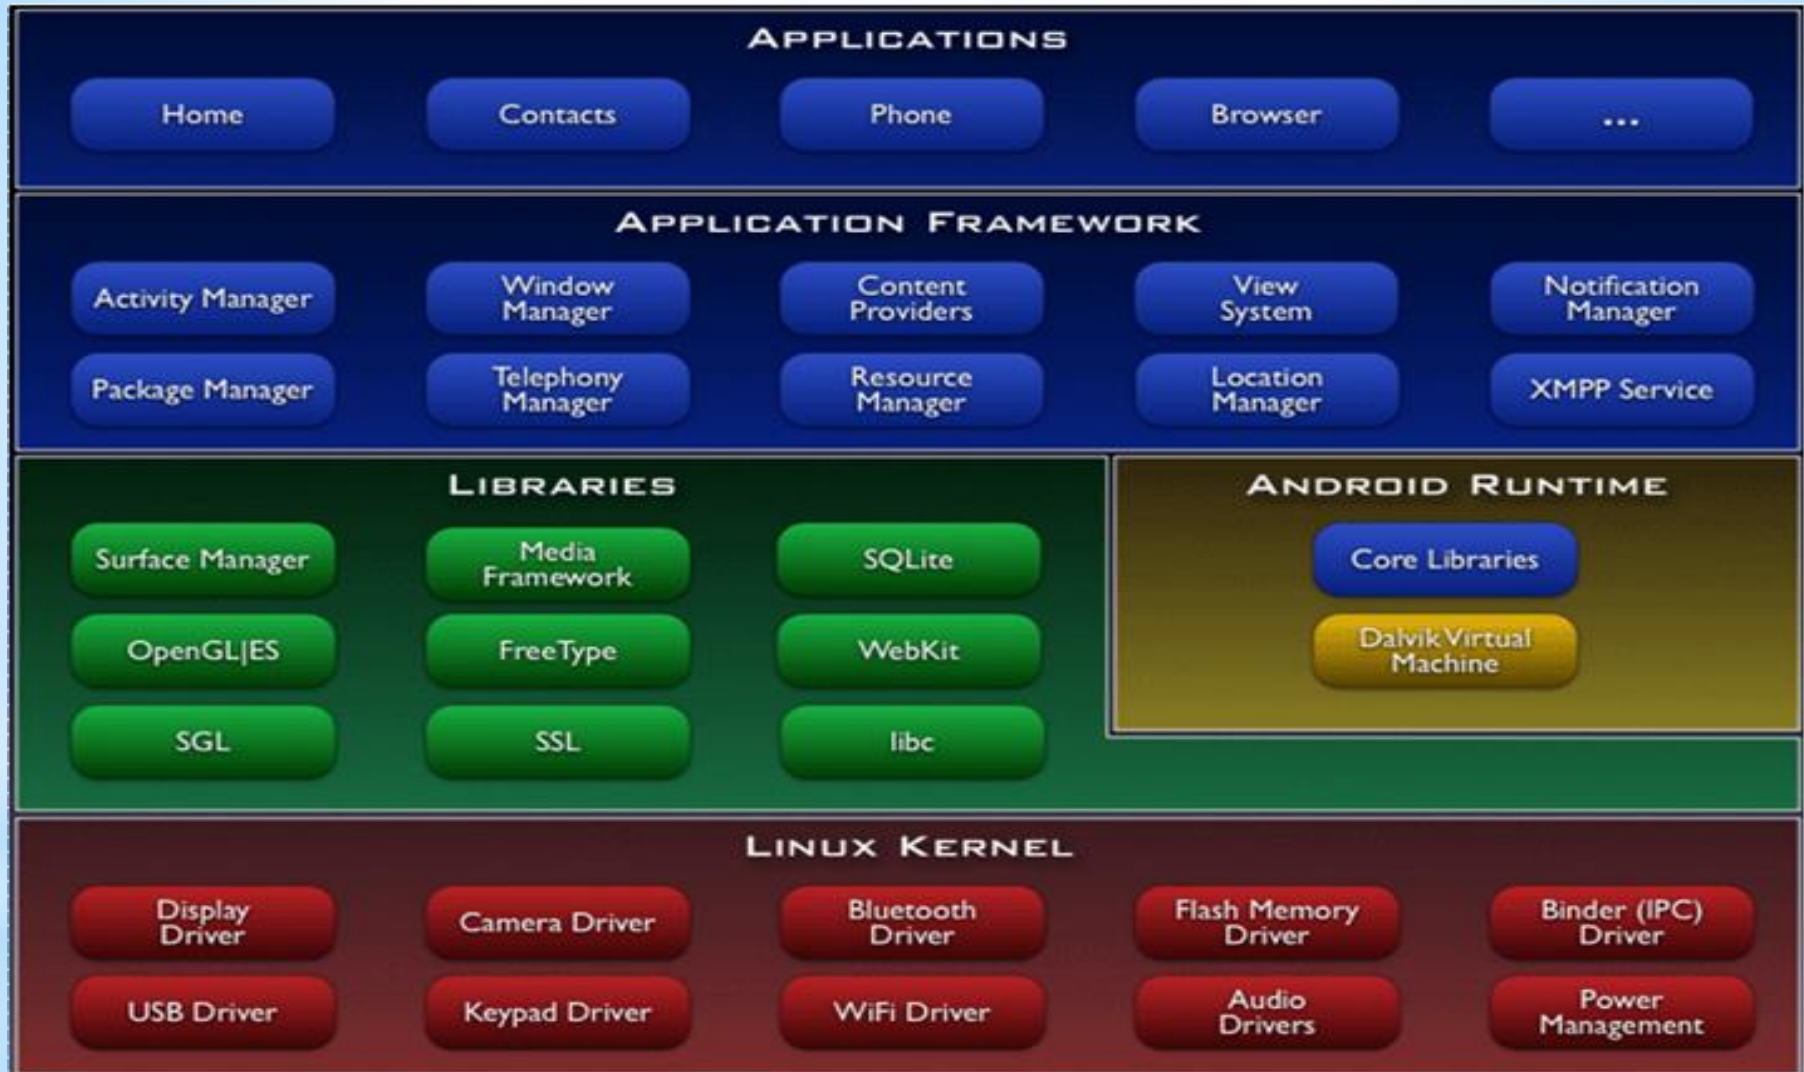 APPLICATIONS
Home
Contacts
Phone
Browser
...
APPLICATION FRAMEWORK
Activity Manager
Window
Manager
Content
Providers
View
System
Notification
Manager
Package Manager
Telephony
Manager
Resource
Manager
Location
Manager
XMPP Service
LIBRARIES
Surface Manager
Media
Framework
SQLite
OpenGL|ES
FreeType
WebKit
SGL
SSL
libc
ANDROID RUNTIME
Core Libraries
Dalvik Virtual
Machine
LINUX KERNEL
Display
Driver
Camera Driver
Bluetooth
Driver
Flash Memory
Driver
Binder (IPC)
Driver
USB Driver
Keypad Driver
WiFi Driver
Audio
Drivers
Power
Management